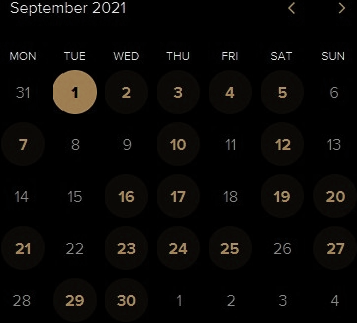 September 2021 < >
MON TUE WED THU FRI SAT SUN
31 1 2 3 4 5 6
7 8 9 10 11 12 13
14 15 16 17 18 19 20
21 22 23 24 25 26 27
28 29 30 1 2 3 4